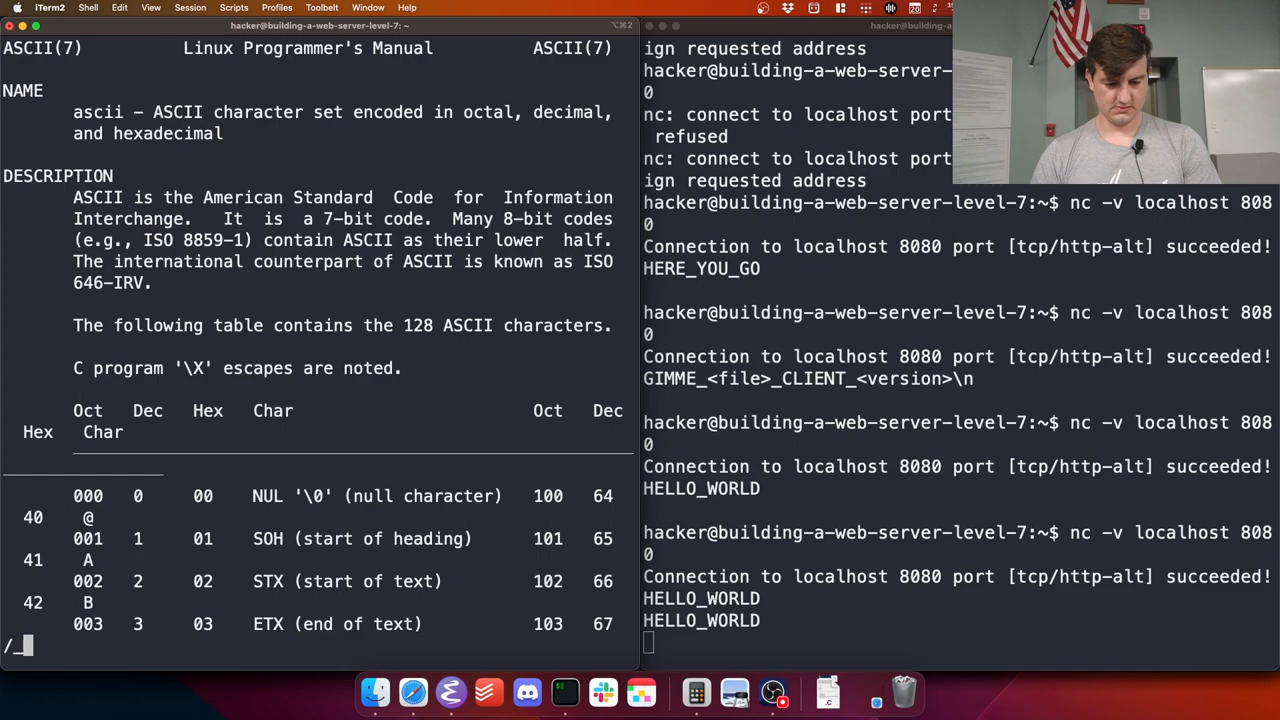 iTerm2 Shell Edit View Session Scripts Profiles Toolbelt Window Help
hacker@building-a-web-server-level-7: ~ ⌥⌘2
ASCII(7) Linux Programmer's Manual ASCII(7)
NAME
ascii – ASCII character set encoded in octal, decimal,
and hexadecimal
DESCRIPTION
ASCII is the American Standard Code for Information
Interchange. It is a 7-bit code. Many 8-bit codes
(e.g., ISO 8859-1) contain ASCII as their lower half.
The international counterpart of ASCII is known as ISO
646-IRV.
The following table contains the 128 ASCII characters.
C program '\X' escapes are noted.
Oct Dec Hex Char Oct Dec
Hex Char
000 0 00 NUL '\0' (null character) 100 64
40 @
001 1 01 SOH (start of heading) 101 65
41 A
002 2 02 STX (start of text) 102 66
42 B
003 3 03 ETX (end of text) 103 67
/_
hacker@building-a-web-server-level-
ign requested address
hacker@building-a-web-server-
0
nc: connect to localhost port
refused
nc: connect to localhost port
ign requested address
hacker@building-a-web-server-level-7:~$ nc -v localhost 808
0
Connection to localhost 8080 port [tcp/http-alt] succeeded!
HERE_YOU_GO
hacker@building-a-web-server-level-7:~$ nc -v localhost 808
0
Connection to localhost 8080 port [tcp/http-alt] succeeded!
GIMME_<file>_CLIENT_<version>\n
hacker@building-a-web-server-level-7:~$ nc -v localhost 808
0
Connection to localhost 8080 port [tcp/http-alt] succeeded!
HELLO_WORLD
hacker@building-a-web-server-level-7:~$ nc -v localhost 808
0
Connection to localhost 8080 port [tcp/http-alt] succeeded!
HELLO_WORLD
HELLO_WORLD